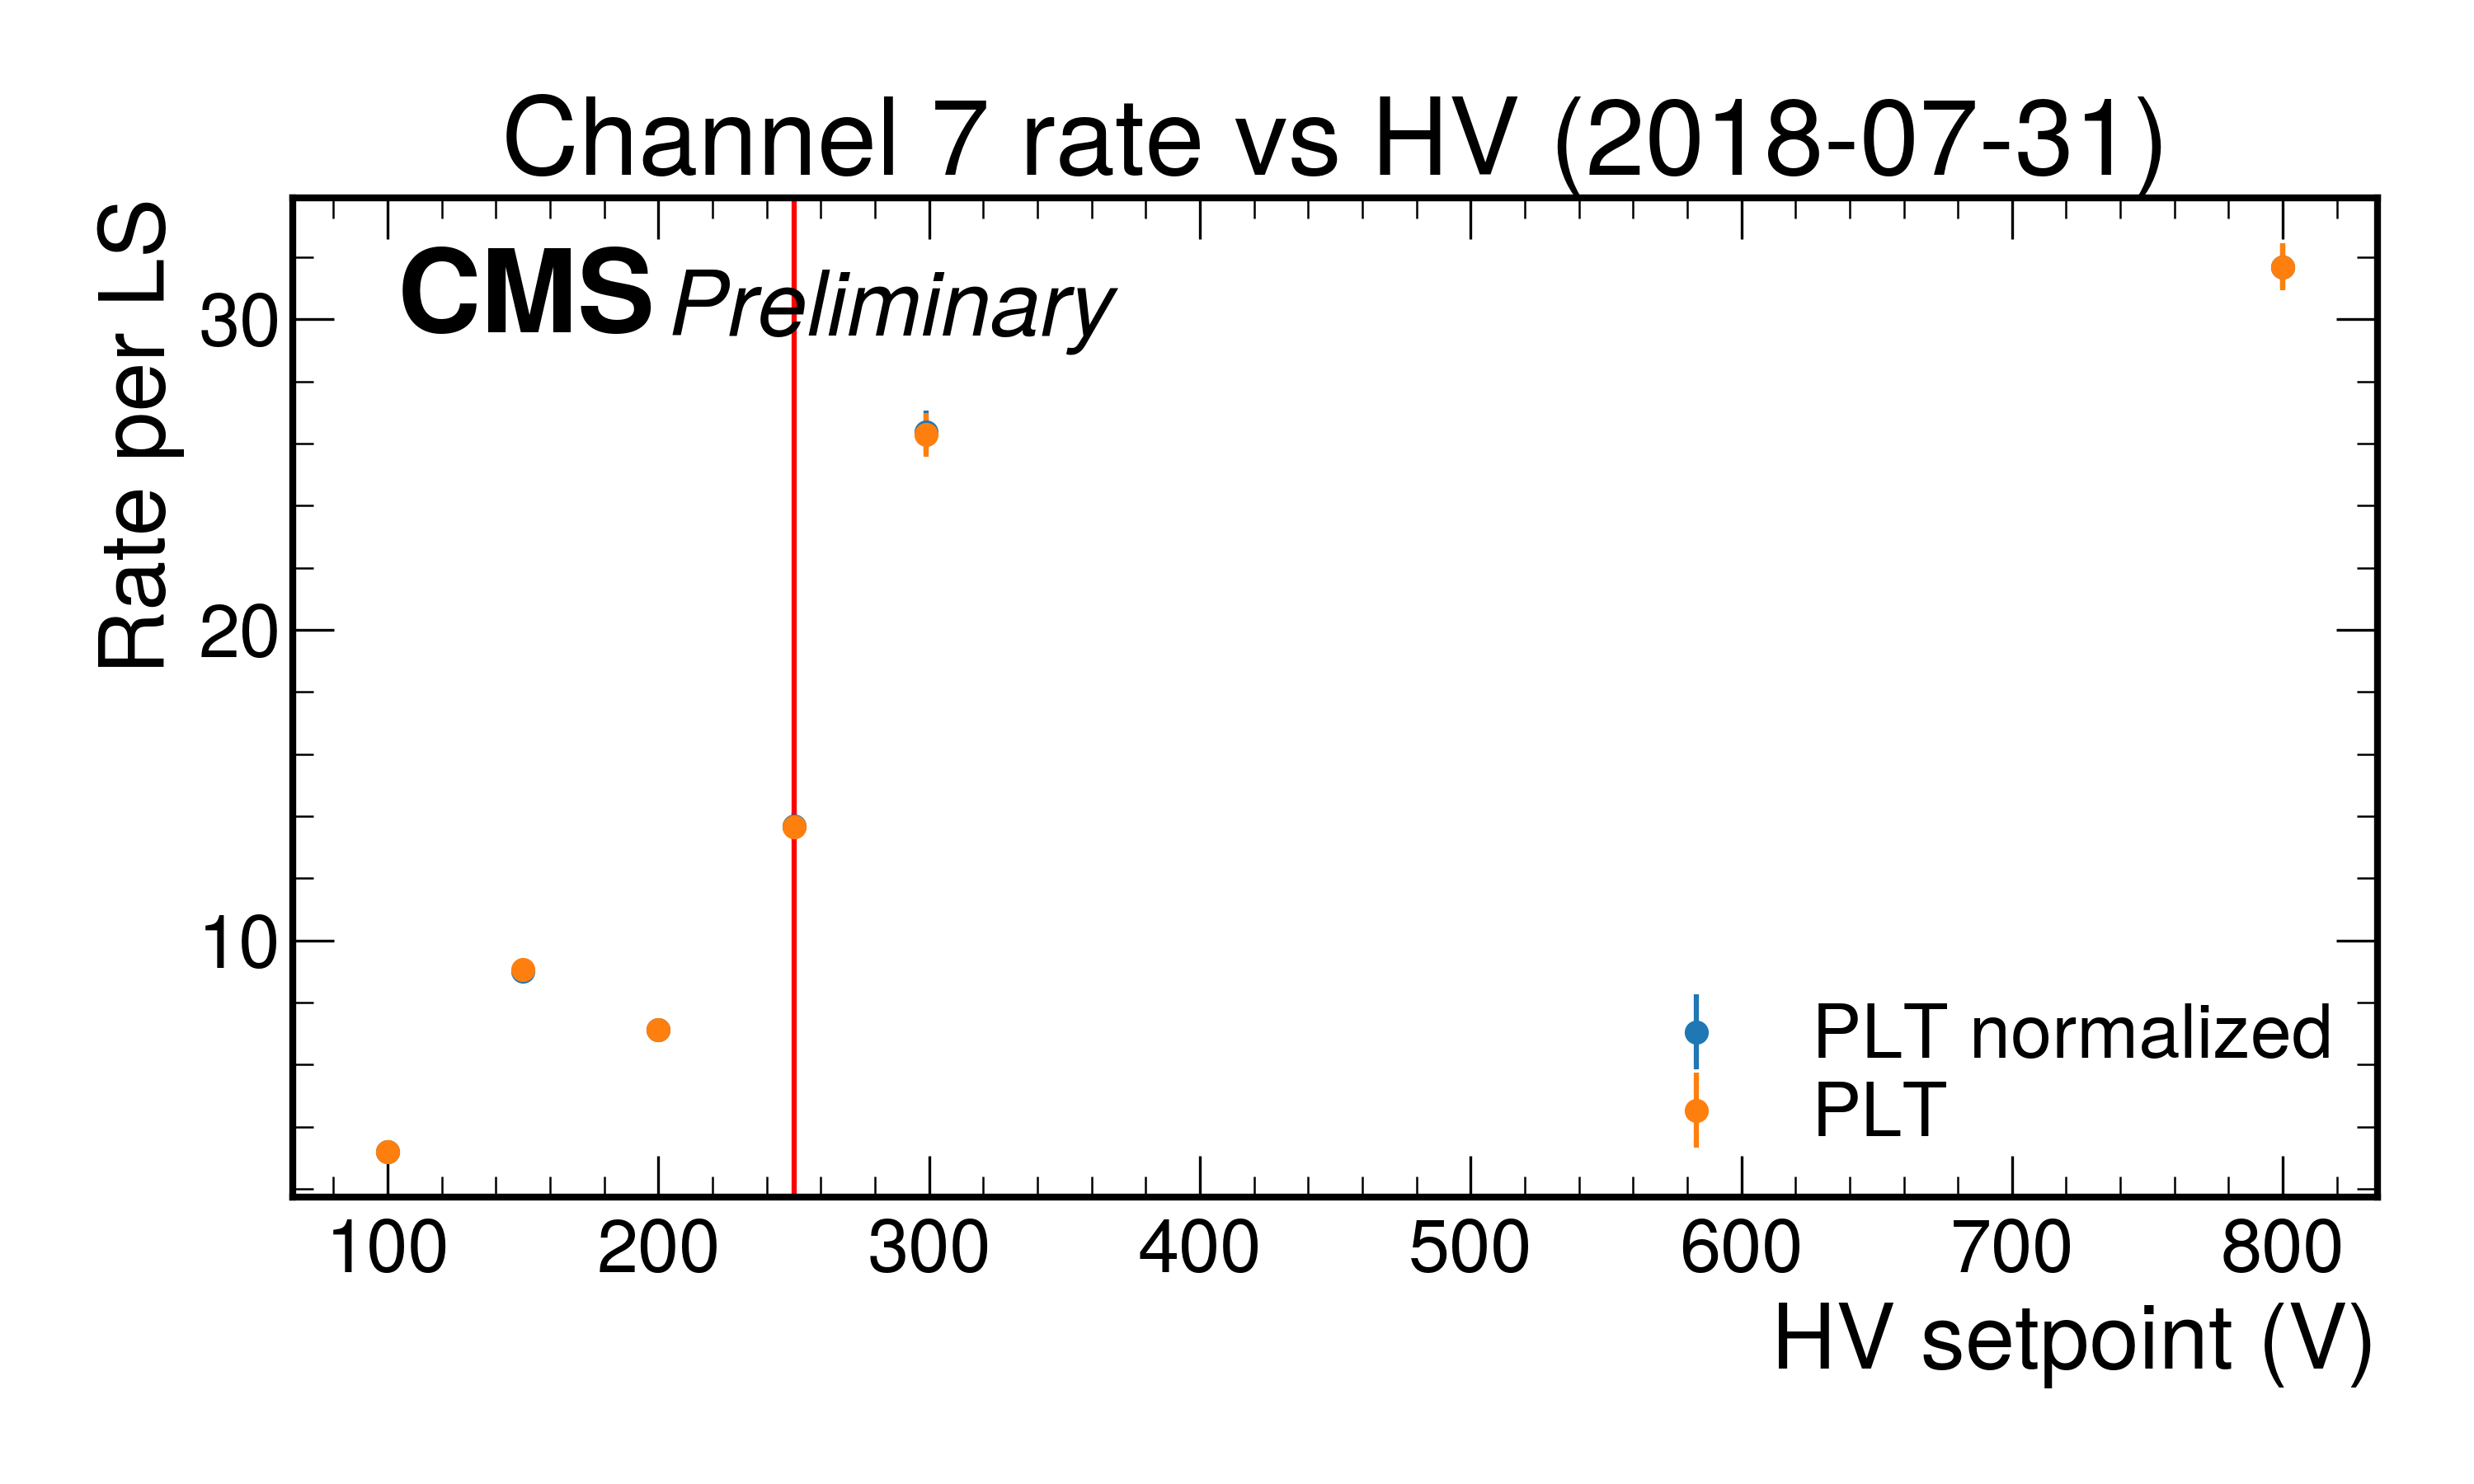 Channel 7 rate vs HV (2018-07-31)
CMS Preliminary
Rate per LS
30
20
10
PLT normalized
PLT
100 200 300 400 500 600 700 800
HV setpoint (V)